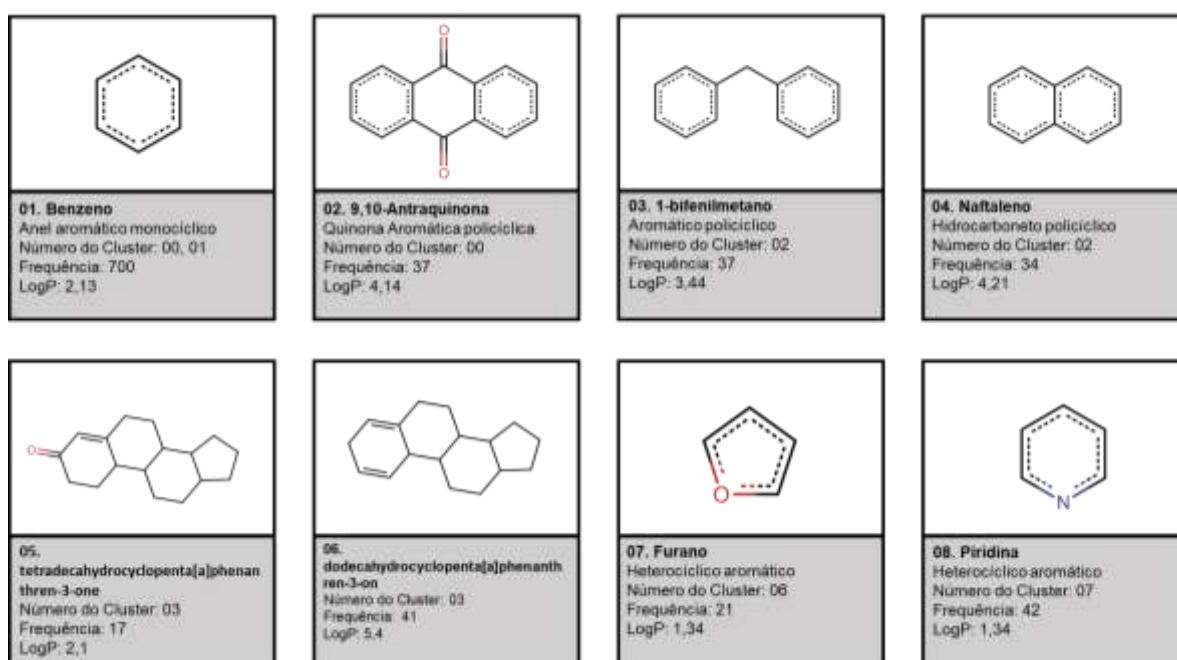 O
O
01. Benzeno
Anel aromático monocíclico
Número do Cluster: 00, 01
Frequência: 700
LogP: 2,13
02. 9,10-Antraquinona
Quinona Aromática policíclica
Número do Cluster: 00
Frequência: 37
LogP: 4,14
03. 1-bifenilmetano
Aromático policíclico
Número do Cluster: 02
Frequência: 37
LogP: 3,44
04. Naftaleno
Hidrocarboneto policíclico
Número do Cluster: 02
Frequência: 34
LogP: 4,21
O
O
N
05.
tetradecahydrocyclopenta[a]phenan
thren-3-one
Número do Cluster: 03
Frequência: 17
LogP: 2,1
06.
dodecahydrocyclopenta[a]phenanth
ren-3-on
Número do Cluster: 03
Frequência: 41
LogP: 5,4
07. Furano
Heterocíclico aromático
Número do Cluster: 06
Frequência: 21
LogP: 1,34
08. Piridina
Heterocíclico aromático
Número do Cluster: 07
Frequência: 42
LogP: 1,34